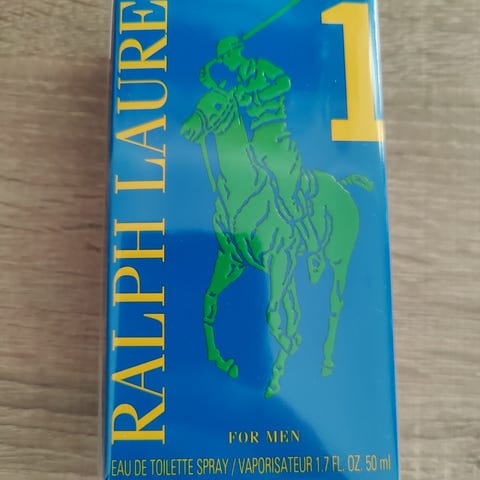 RALPH LAURE
1
FOR MEN
EAU DE TOILETTE SPRAY / VAPORISATEUR 1.7 FL. OZ. 50 ml